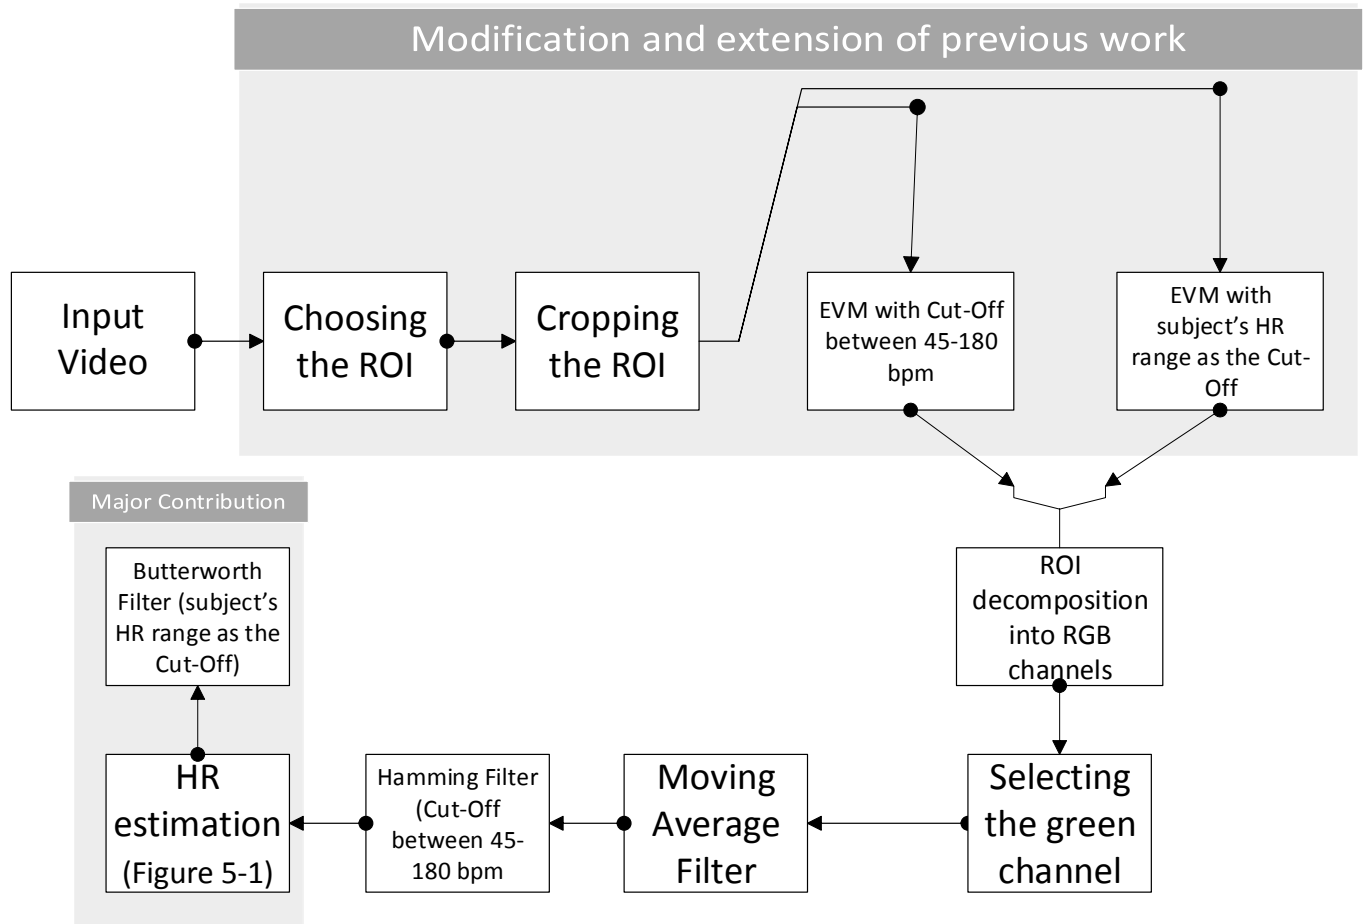 Modification and extension of previous work
Input
Video
Choosing
the ROI
Cropping
the ROI
EVM with Cut-Off
between 45-180
bpm
EVM with
subject’s HR
range as the Cut-
Off
Major Contribution
Butterworth
Filter (subject’s
HR range as the
Cut-Off)
ROI
decomposition
into RGB
channels
HR
estimation
(Figure 5-1)
Hamming Filter
(Cut-Off
between 45-
180 bpm
Moving
Average
Filter
Selecting
the green
channel